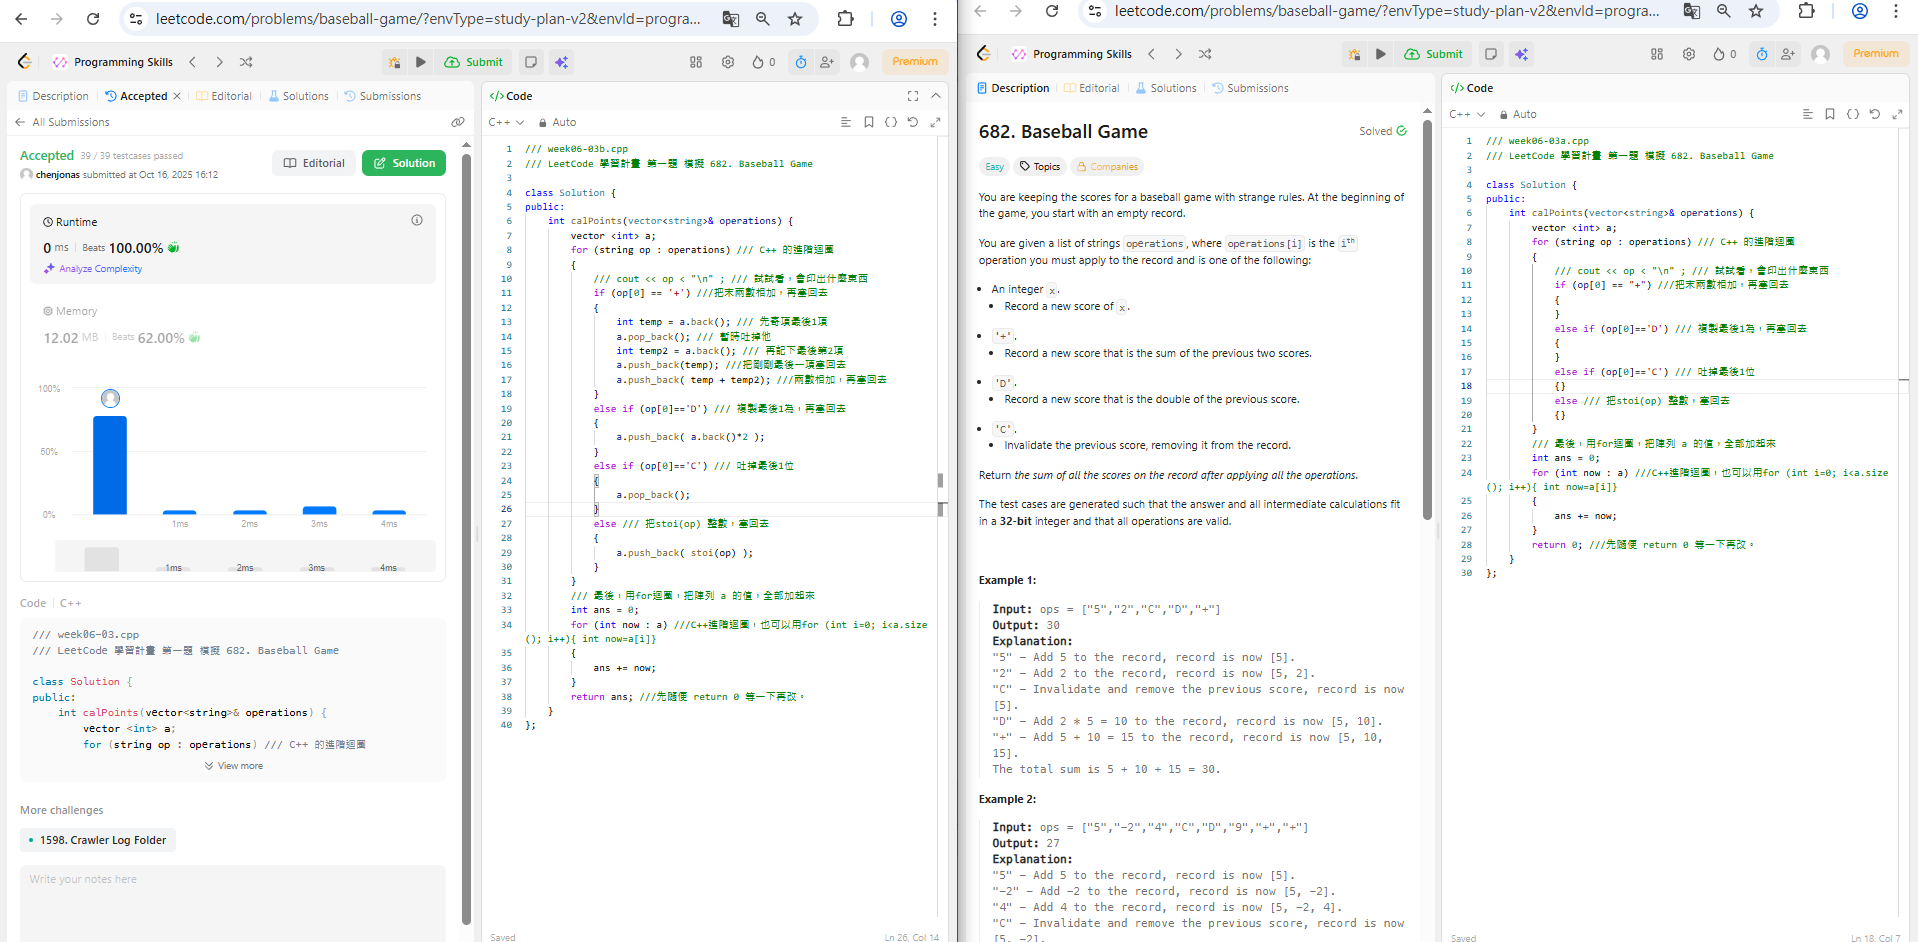 leetcode.com/problems/baseball-game/?envType=study-plan-v2&envId=progra...
Programming Skills
Submit
0
Premium
Description
Accepted
Editorial
Solutions
Submissions
All Submissions
Accepted 39 / 39 testcases passed
chenjonas submitted at Oct 16, 2025 16:12
Editorial
Solution
Runtime
0 ms Beats 100.00%
Analyze Complexity
Memory
12.02 MB Beats 62.00%
100%
50%
0%
1ms 2ms 3ms 4ms
1ms 2ms 3ms 4ms
Code C++
/// week06-03.cpp
/// LeetCode 學習計畫 第一題 模擬 682. Baseball Game
class Solution {
public:
int calPoints(vector<string>& operations) {
vector <int> a;
for (string op : operations) /// C++ 的進階迴圈
View more
More challenges
1598. Crawler Log Folder
Write your notes here
Code
C++ Auto
1 /// week06-03b.cpp
2 /// LeetCode 學習計畫 第一題 模擬 682. Baseball Game
3
4 class Solution {
5 public:
6 int calPoints(vector<string>& operations) {
7 vector <int> a;
8 for (string op : operations) /// C++ 的進階迴圈
9 {
10 /// cout << op < "\n" ; /// 試試看，會印出什麼東西
11 if (op[0] == '+') ///把末兩數相加，再塞回去
12 {
13 int temp = a.back(); /// 先寄項最後1項
14 a.pop_back(); /// 暫時吐掉他
15 int temp2 = a.back(); /// 再記下最後第2項
16 a.push_back(temp); ///把剛剛最後一項塞回去
17 a.push_back( temp + temp2); ///兩數相加，再塞回去
18 }
19 else if (op[0]=='D') /// 複製最後1為，再塞回去
20 {
21 a.push_back( a.back()*2 );
22 }
23 else if (op[0]=='C') /// 吐掉最後1位
24 {
25 a.pop_back();
26 }
27 else /// 把stoi(op) 整數，塞回去
28 {
29 a.push_back( stoi(op) );
30 }
31 }
32 /// 最後，用for迴圈，把陣列 a 的值，全部加起來
33 int ans = 0;
34 for (int now : a) ///C++進階迴圈，也可以用for (int i=0; i<a.size
(); i++){ int now=a[i]}
35 {
36 ans += now;
37 }
38 return ans; ///先隨便 return 0 等一下再改。
39 }
40 };
Saved
Ln 26, Col 14
leetcode.com/problems/baseball-game/?envType=study-plan-v2&envId=progra...
Programming Skills
Submit
0
Premium
Description
Editorial
Solutions
Submissions
682. Baseball Game
Solved
Easy
Topics
Companies
You are keeping the scores for a baseball game with strange rules. At the beginning of
the game, you start with an empty record.
You are given a list of strings operations, where operations[i] is the ith
operation you must apply to the record and is one of the following:
• An integer x.
• Record a new score of x.
• '+'.
• Record a new score that is the sum of the previous two scores.
• 'D'.
• Record a new score that is the double of the previous score.
• 'C'.
• Invalidate the previous score, removing it from the record.
Return the sum of all the scores on the record after applying all the operations.
The test cases are generated such that the answer and all intermediate calculations fit
in a 32-bit integer and that all operations are valid.
Example 1:
Input: ops = ["5","2","C","D","+"]
Output: 30
Explanation:
"5" - Add 5 to the record, record is now [5].
"2" - Add 2 to the record, record is now [5, 2].
"C" - Invalidate and remove the previous score, record is now
[5].
"D" - Add 2 * 5 = 10 to the record, record is now [5, 10].
"+" - Add 5 + 10 = 15 to the record, record is now [5, 10,
15].
The total sum is 5 + 10 + 15 = 30.
Example 2:
Input: ops = ["5","-2","4","C","D","9","+","+"]
Output: 27
Explanation:
"5" - Add 5 to the record, record is now [5].
"-2" - Add -2 to the record, record is now [5, -2].
"4" - Add 4 to the record, record is now [5, -2, 4].
"C" - Invalidate and remove the previous score, record is now
[5, -2].
Code
C++ Auto
1 /// week06-03a.cpp
2 /// LeetCode 學習計畫 第一題 模擬 682. Baseball Game
3
4 class Solution {
5 public:
6 int calPoints(vector<string>& operations) {
7 vector <int> a;
8 for (string op : operations) /// C++ 的進階迴圈
9 {
10 /// cout << op < "\n" ; /// 試試看，會印出什麼東西
11 if (op[0] == "+") ///把末兩數相加，再塞回去
12 {
13 }
14 else if (op[0]=='D') /// 複製最後1為，再塞回去
15 {
16 }
17 else if (op[0]=='C') /// 吐掉最後1位
18 {}
19 else /// 把stoi(op) 整數，塞回去
20 {}
21 }
22 /// 最後，用for迴圈，把陣列 a 的值，全部加起來
23 int ans = 0;
24 for (int now : a) ///C++進階迴圈，也可以用for (int i=0; i<a.size
(); i++){ int now=a[i]}
25 {
26 ans += now;
27 }
28 return 0; ///先隨便 return 0 等一下再改。
29 }
30 };
Saved
Ln 18, Col 7